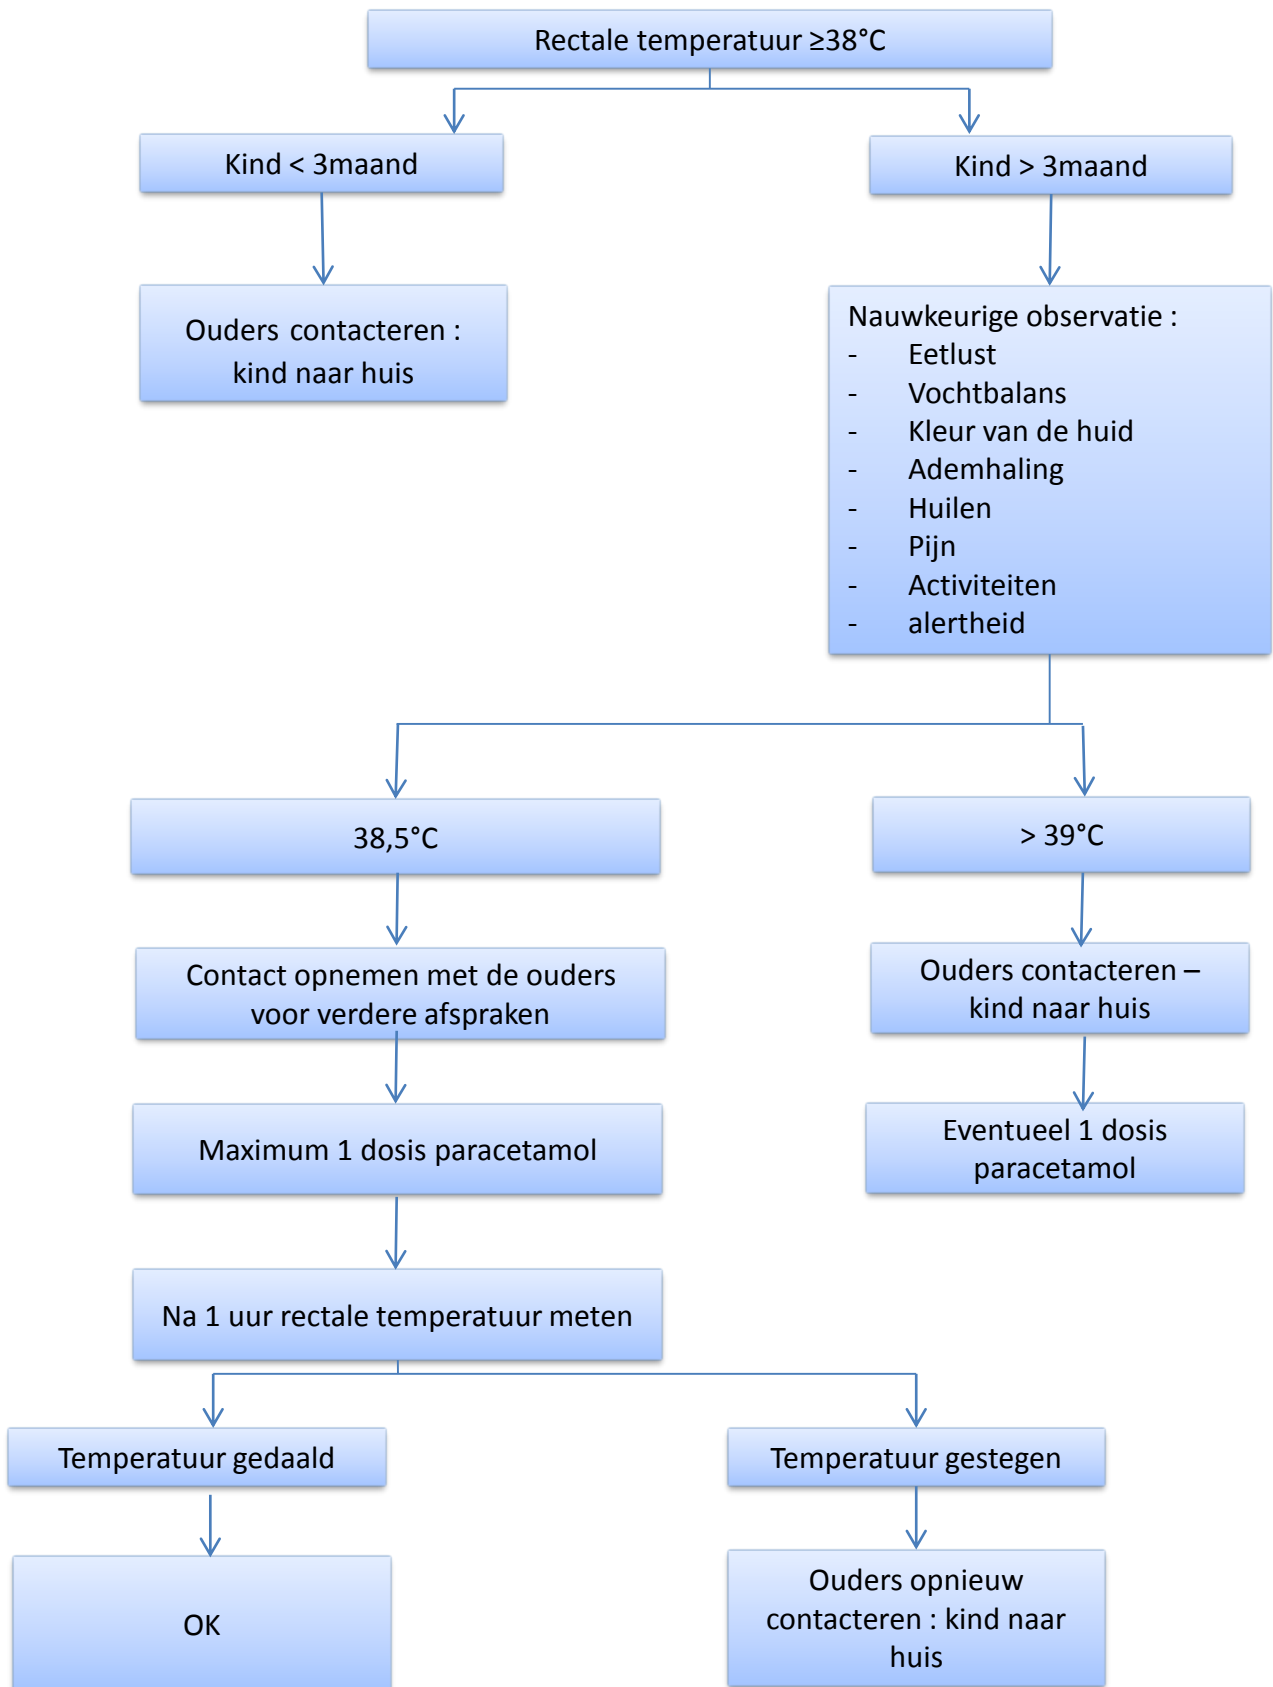 Rectale temperatuur ≥38°C
Kind < 3maand
Kind > 3maand
Ouders contacteren :
kind naar huis
Nauwkeurige observatie :
- Eetlust
- Vochtbalans
- Kleur van de huid
- Ademhaling
- Huilen
- Pijn
- Activiteiten
- alertheid
38,5°C
> 39°C
Contact opnemen met de ouders
voor verdere afspraken
Ouders contacteren –
kind naar huis
Maximum 1 dosis paracetamol
Eventueel 1 dosis
paracetamol
Na 1 uur rectale temperatuur meten
Temperatuur gedaald
Temperatuur gestegen
OK
Ouders opnieuw
contacteren : kind naar
huis